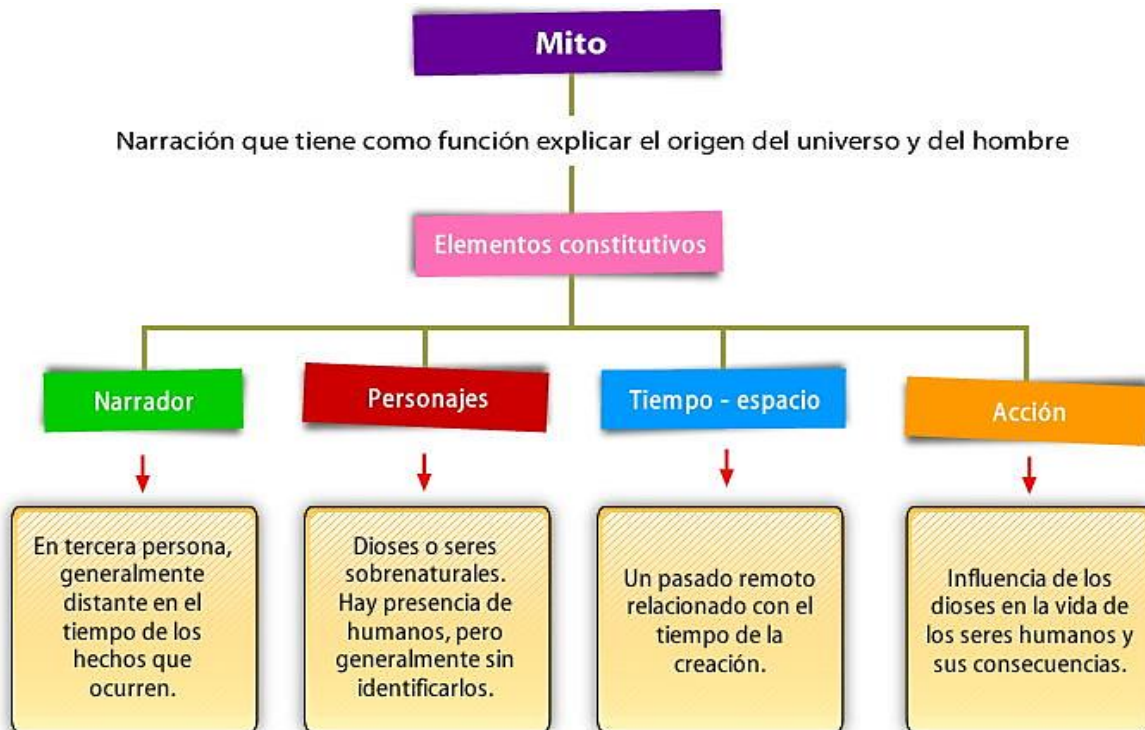 Mito
Narración que tiene como función explicar el origen del universo y del hombre
Elementos constitutivos
Narrador
Personajes
Tiempo - espacio
Acción
En tercera persona,
generalmente
distante en el
tiempo de los
hechos que
ocurren.
Dioses o seres
sobrenaturales.
Hay presencia de
humanos, pero
generalmente sin
identificarlos.
Un pasado remoto
relacionado con el
tiempo de la
creación.
Influencia de los
dioses en la vida de
los seres humanos y
sus consecuencias.